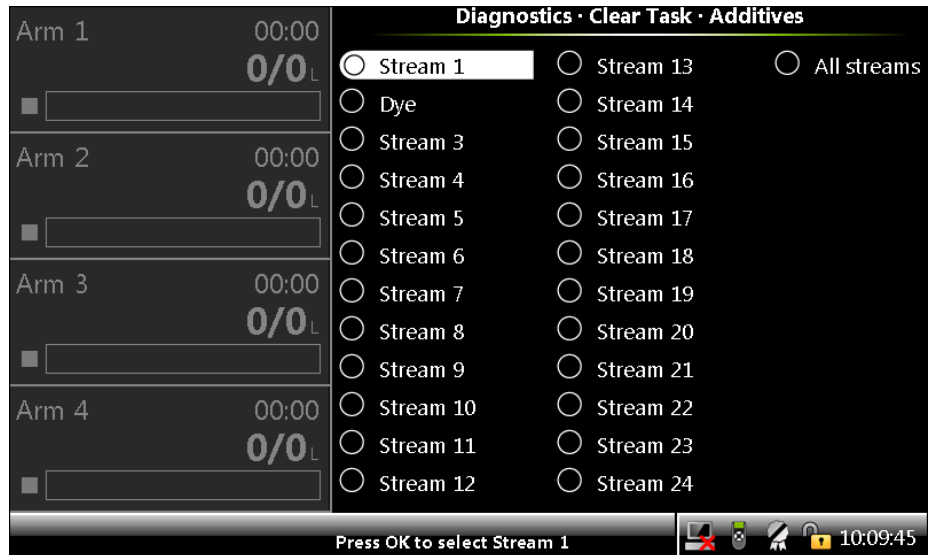 Arm 1 00:00
0/0 L
Arm 2 00:00
0/0 L
Arm 3 00:00
0/0 L
Arm 4 00:00
0/0 L
Diagnostics · Clear Task · Additives
Stream 1
Dye
Stream 3
Stream 4
Stream 5
Stream 6
Stream 7
Stream 8
Stream 9
Stream 10
Stream 11
Stream 12
Stream 13
Stream 14
Stream 15
Stream 16
Stream 17
Stream 18
Stream 19
Stream 20
Stream 21
Stream 22
Stream 23
Stream 24
All streams
Press OK to select Stream 1
10:09:45